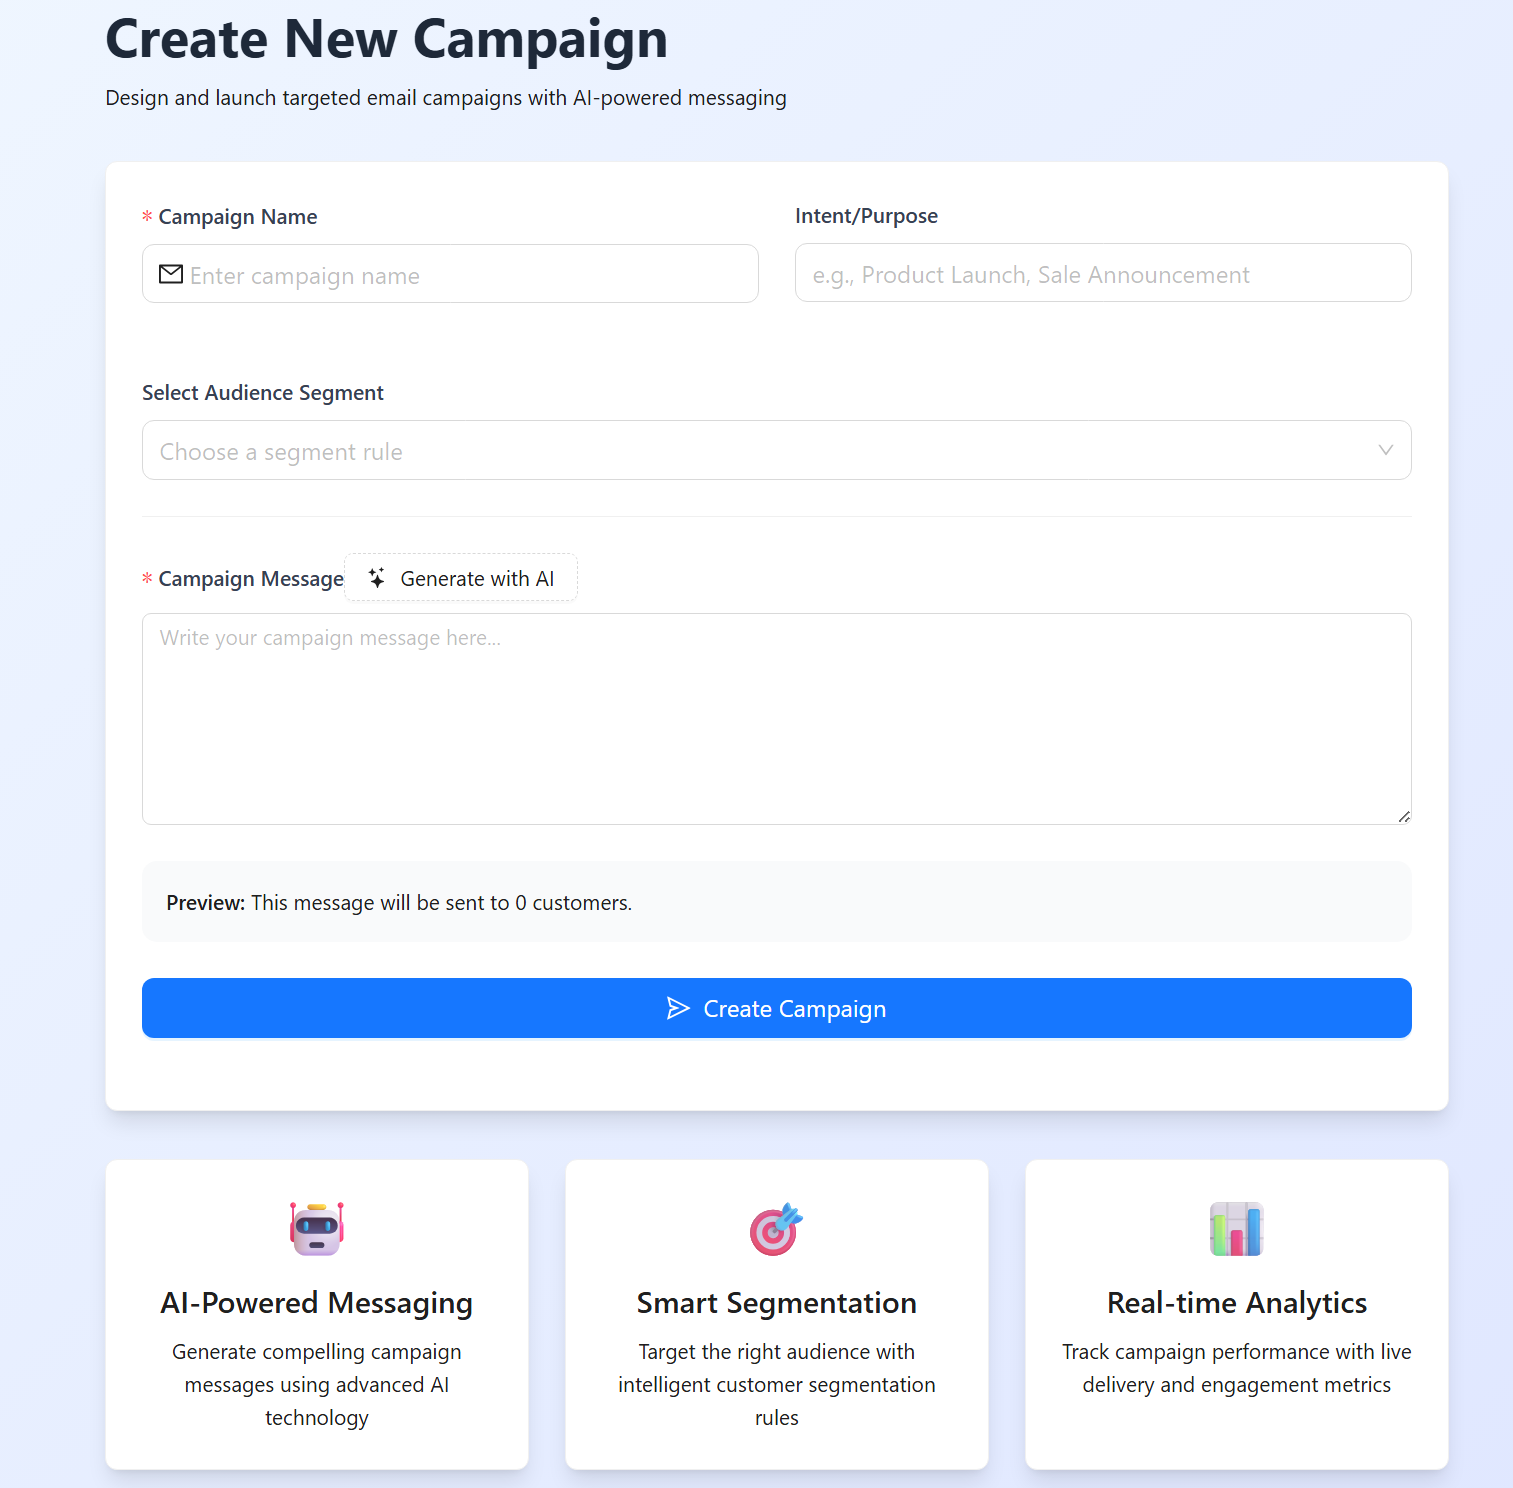 Create New Campaign
Design and launch targeted email campaigns with AI-powered messaging
* Campaign Name
Enter campaign name
Intent/Purpose
e.g., Product Launch, Sale Announcement
Select Audience Segment
Choose a segment rule
* Campaign Message
Generate with AI
Write your campaign message here...
Preview: This message will be sent to 0 customers.
Create Campaign
AI-Powered Messaging
Generate compelling campaign
messages using advanced AI
technology
Smart Segmentation
Target the right audience with
intelligent customer segmentation
rules
Real-time Analytics
Track campaign performance with live
delivery and engagement metrics